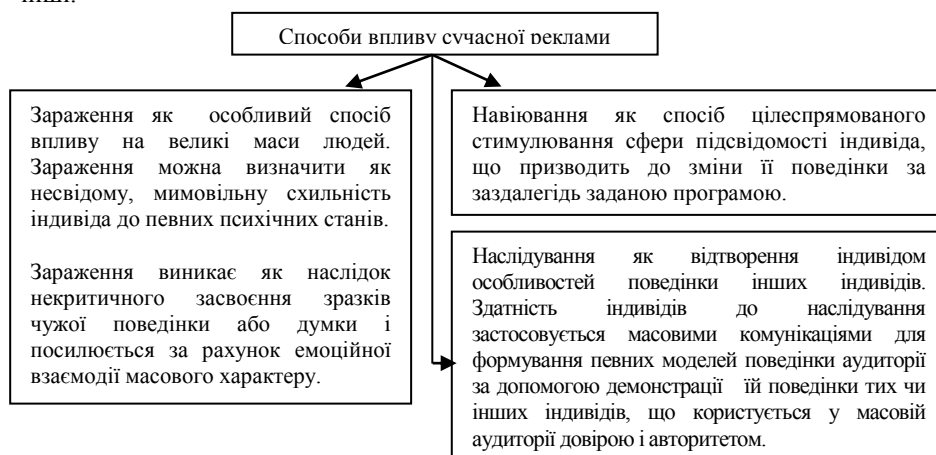 Способи впливу сучасної реклами
Зараження як особливий спосіб
впливу на великі маси людей.
Зараження можна визначити як
несвідому, мимовільну схильність
індивіда до певних психічних станів.
Зараження виникає як наслідок
некритичного засвоєння зразків
чужої поведінки або думки і
посилюється за рахунок емоційної
взаємодії масового характеру.
Навіювання як спосіб цілеспрямованого
стимулювання сфери підсвідомості індивіда,
що призводить до зміни її поведінки за
заздалегідь заданою програмою.
Наслідування як відтворення індивідом
особливостей поведінки інших індивідів.
Здатність індивідів до наслідування
застосовується масовими комунікаціями для
формування певних моделей поведінки аудиторії
за допомогою демонстрації їй поведінки тих чи
інших індивідів, що користується у масовій
аудиторії довірою і авторитетом.